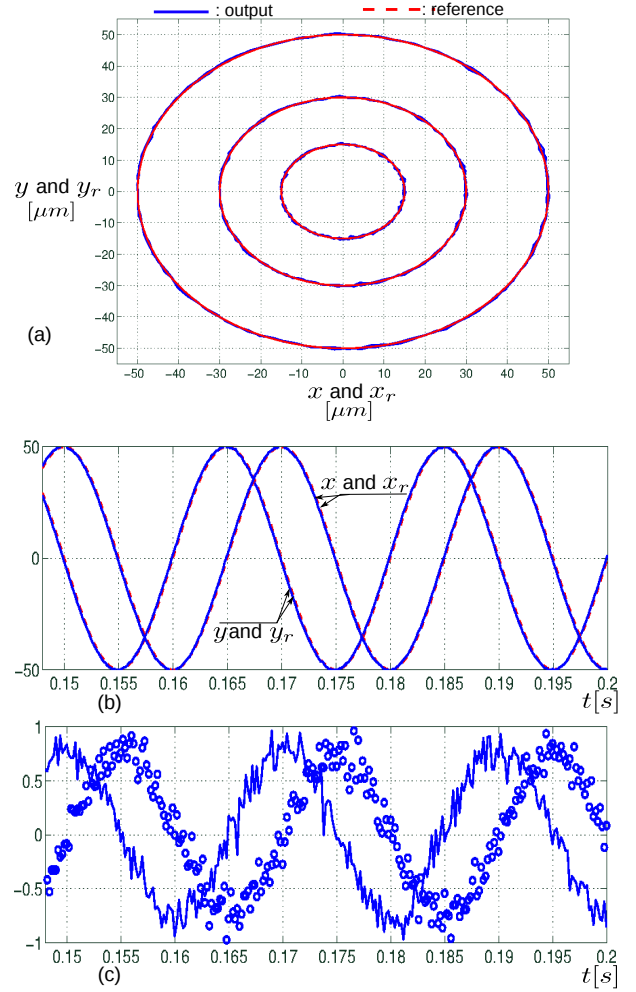 : output : reference
50
40
30
20
10
0
−10
−20
−30
−40
−50
y and y_r
[μm]
(a)
−50 −40 −30 −20 −10 0 10 20 30 40 50
x and x_r
[μm]
50
0
-50
x and x_r
y and y_r
0.15 0.155 0.16 0.165 0.17 0.175 0.18 0.185 0.19 0.195 0.2
(b) t[s]
1
0.5
0
-0.5
-1
0.15 0.155 0.16 0.165 0.17 0.175 0.18 0.185 0.19 0.195 0.2
(c) t[s]